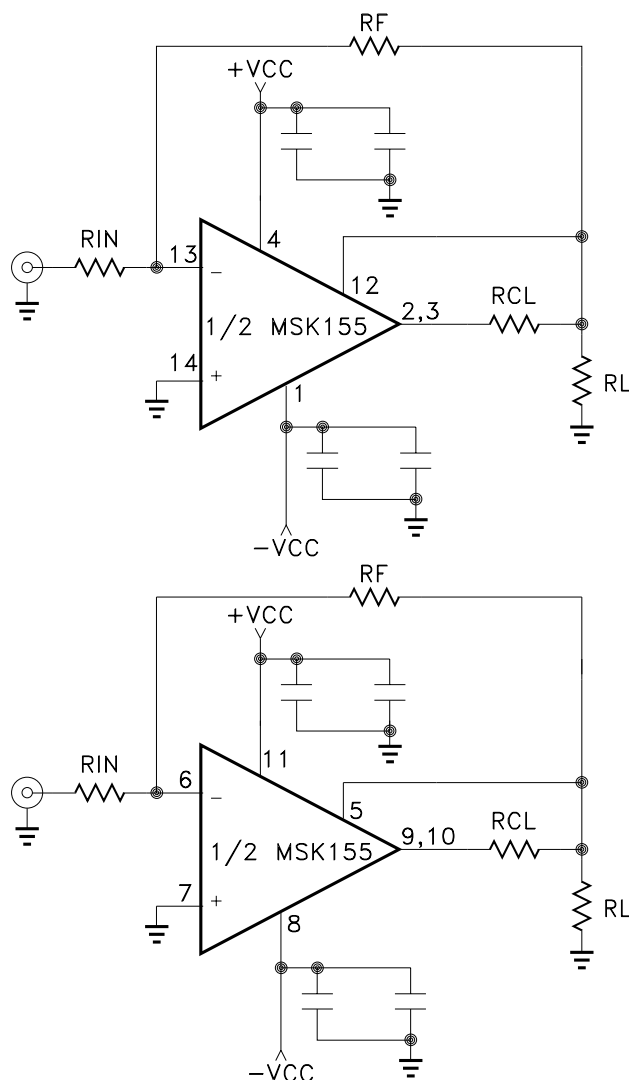 RF
+VCC
RIN
13
4
12
2,3
RCL
1/2 MSK155
14
1
RL
-VCC
RF
+VCC
RIN
6
11
5
9,10
RCL
1/2 MSK155
7
8
RL
-VCC